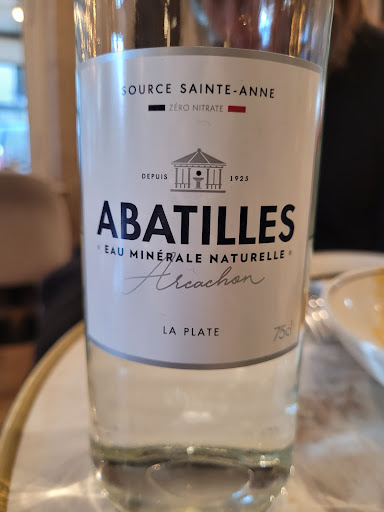 SOURCE SAINTE-ANNE
ZÉRO NITRATE
DEPUIS 1925
ABATILLES
EAU MINÉRALE NATURELLE
Arcachon
LA PLATE
75cl